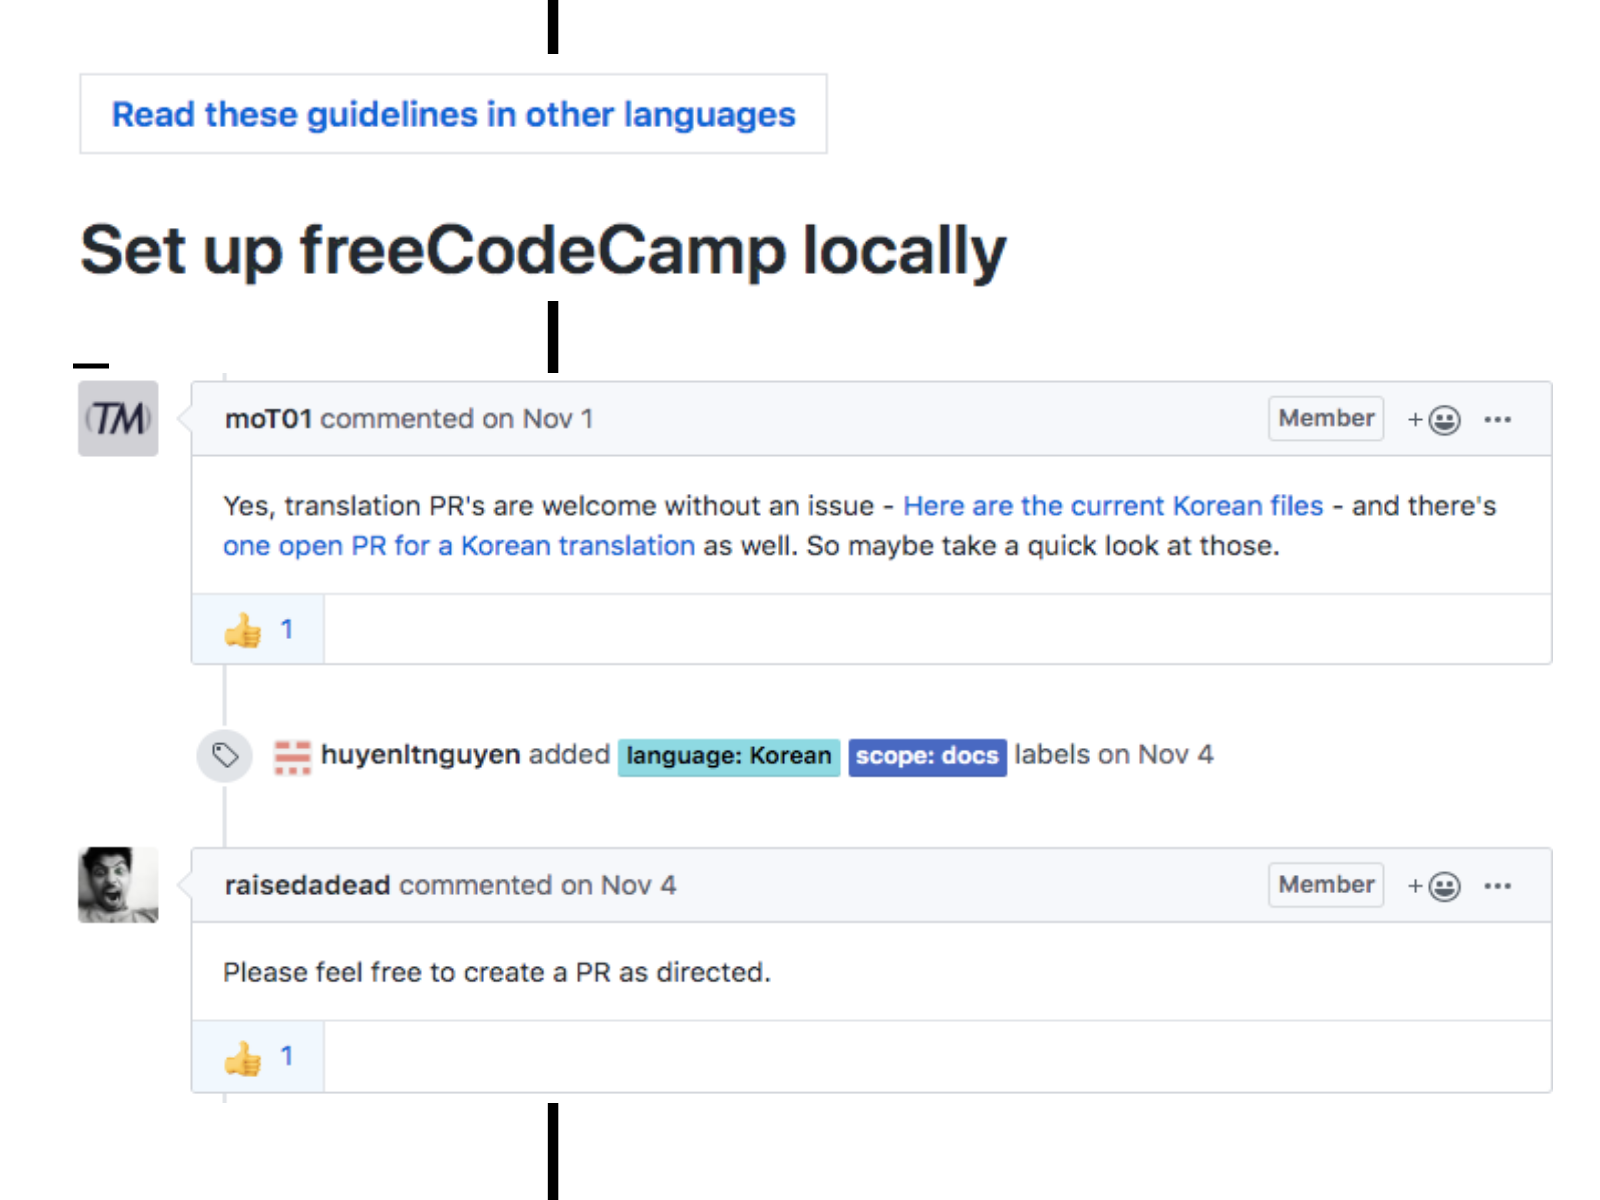 Read these guidelines in other languages
Set up freeCodeCamp locally
(TM)
moT01 commented on Nov 1 Member
Yes, translation PR's are welcome without an issue - Here are the current Korean files - and there's
one open PR for a Korean translation as well. So maybe take a quick look at those.
👍 1
huyenltnguyen added language: Korean scope: docs labels on Nov 4
raisedadead commented on Nov 4 Member
Please feel free to create a PR as directed.
👍 1